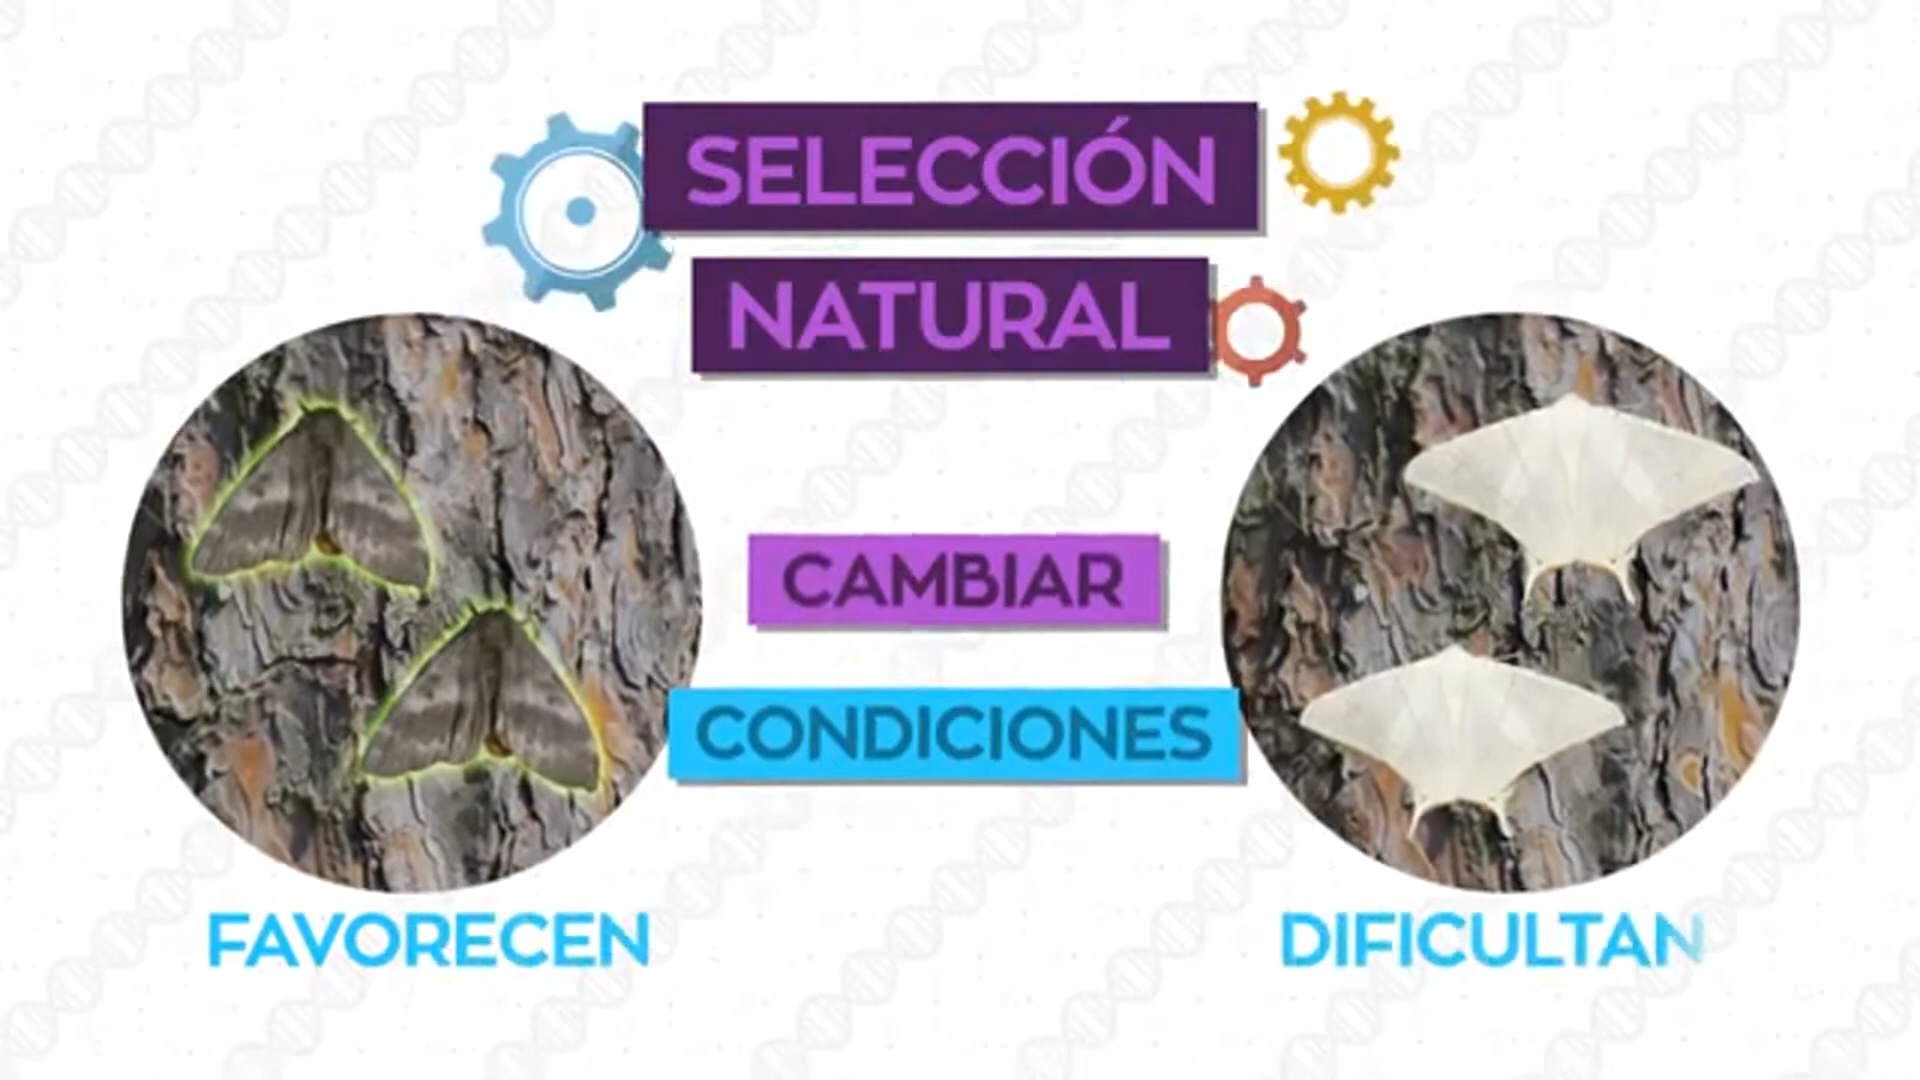 SELECCIÓN
NATURAL
CAMBIAR
CONDICIONES
FAVORECEN
DIFICULTAN